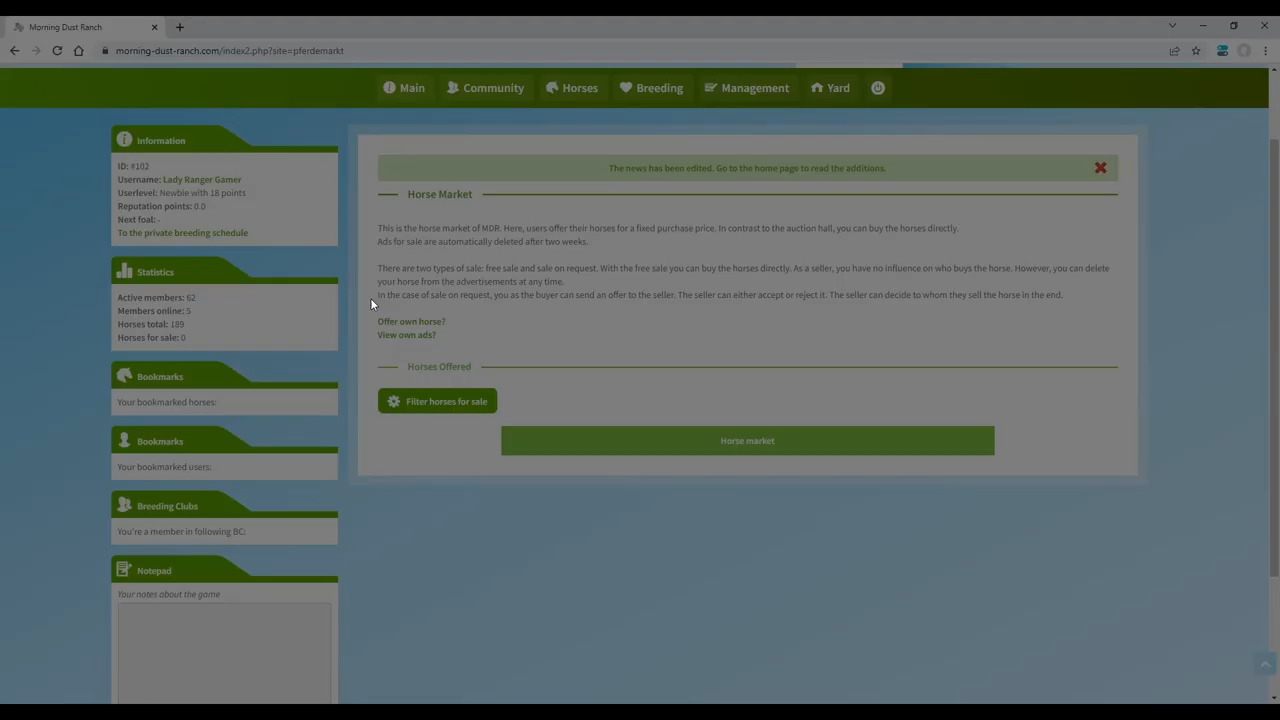 Morning Dust Ranch
morning-dust-ranch.com/index2.php?site=pferdemarkt
Main Community Horses Breeding Management Yard
Information
ID: #102
Username: Lady Ranger Gamer
Userlevel: Newbie with 18 points
Reputation points: 0.0
Next foal: -
To the private breeding schedule
Statistics
Active members: 62
Members online: 5
Horses total: 189
Horses for sale: 0
Bookmarks
Your bookmarked horses:
Bookmarks
Your bookmarked users:
Breeding Clubs
You're a member in following BC:
Notepad
Your notes about the game
The news has been edited. Go to the home page to read the additions.
Horse Market
This is the horse market of MDR. Here, users offer their horses for a fixed purchase price. In contrast to the auction hall, you can buy the horses directly.
Ads for sale are automatically deleted after two weeks.
There are two types of sale: free sale and sale on request. With the free sale you can buy the horses directly. As a seller, you have no influence on who buys the horse. However, you can delete
your horse from the advertisements at any time.
In the case of sale on request, you as the buyer can send an offer to the seller. The seller can either accept or reject it. The seller can decide to whom they sell the horse in the end.
Offer own horse?
View own ads?
Horses Offered
Filter horses for sale
Horse market